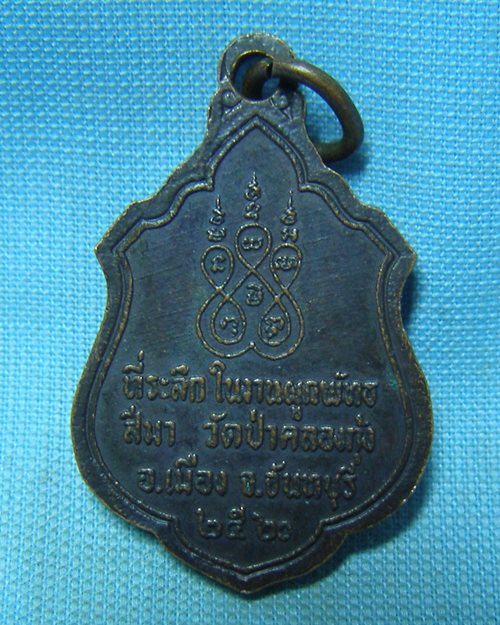 ที่ระลึก ในงานผูกพัทธ
สีมา วัดป่าคลองกุ้ง
อ.เมือง จ.จันทบุรี
๒๕๒๐